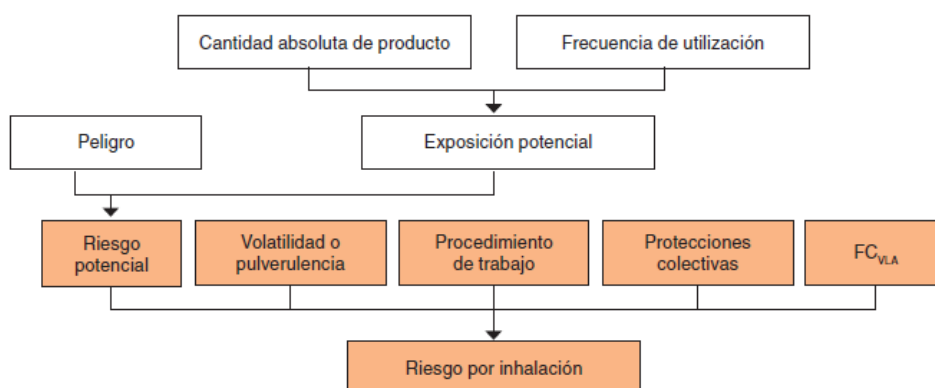 Cantidad absoluta de producto
Frecuencia de utilización
Peligro
Exposición potencial
Riesgo
potencial
Volatilidad o
pulverulencia
Procedimiento
de trabajo
Protecciones
colectivas
FCVLA
Riesgo por inhalación